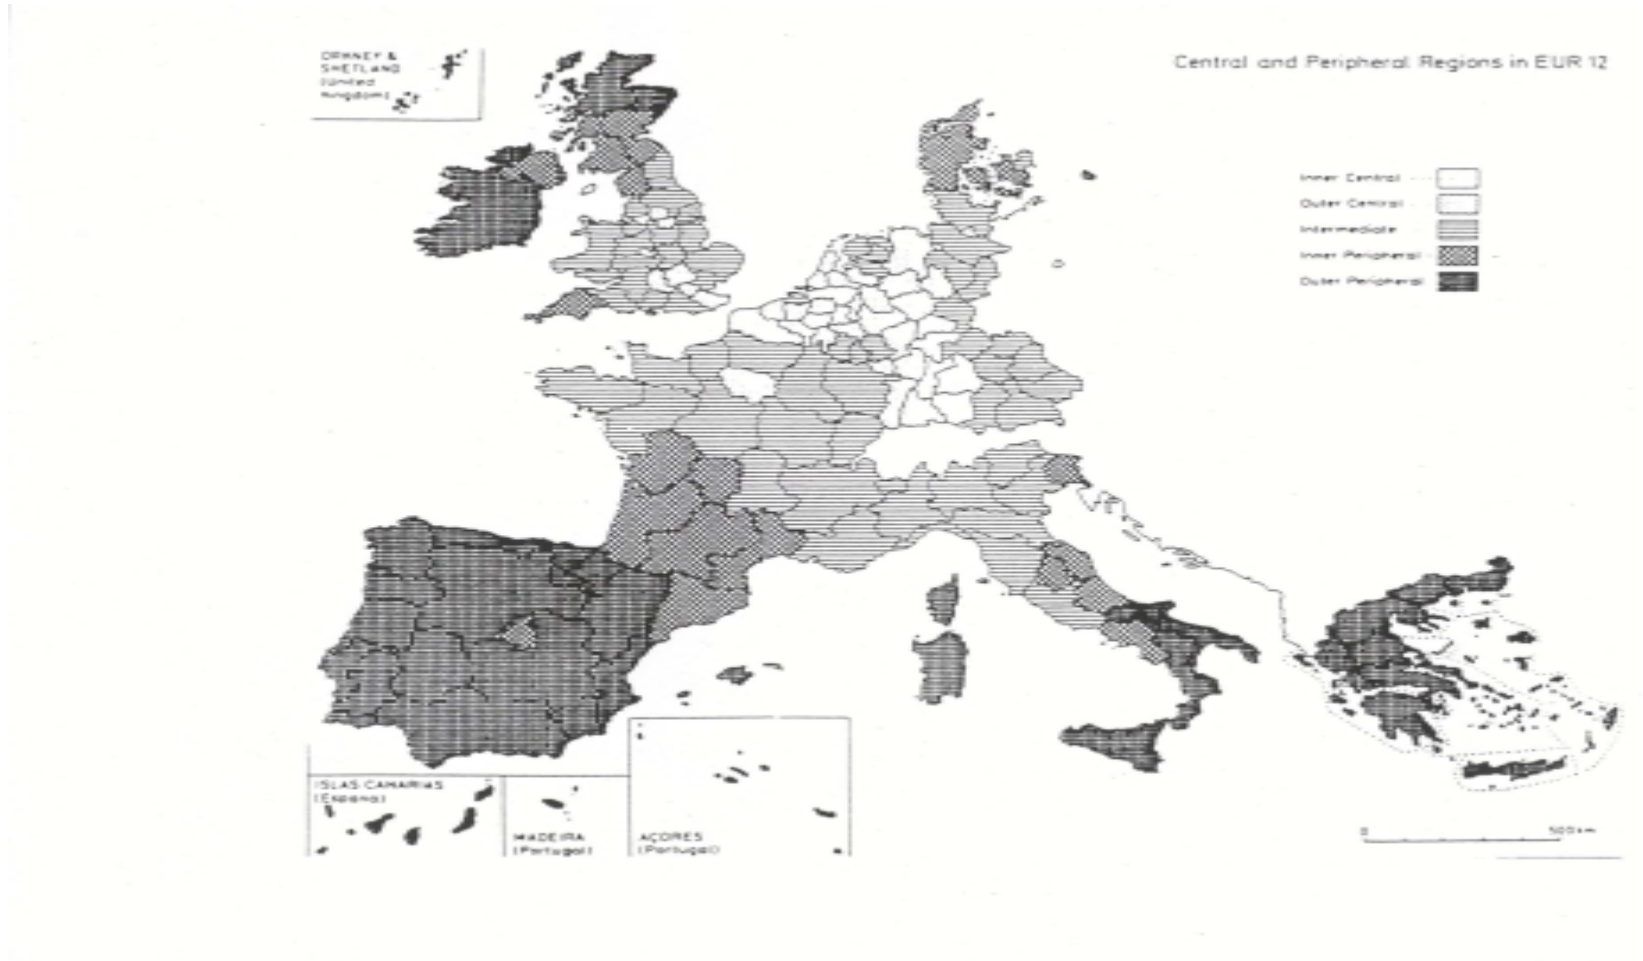 ORKNEY &
SHETLAND
(United
Kingdom)
Central and Peripheral Regions in EUR 12
Inner Central
Outer Central
Intermediate
Inner Peripheral
Outer Peripheral
ISLAS CANARIAS
(España)
MADEIRA
(Portugal)
AÇORES
(Portugal)
0 500 km